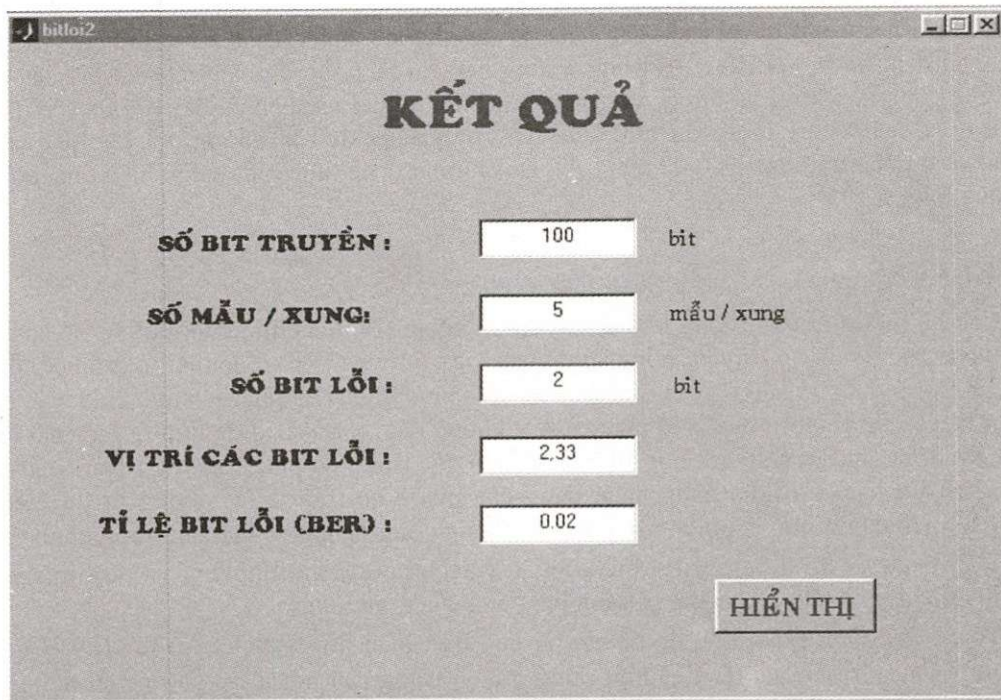 bitloi2
KẾT QUẢ
SỐ BIT TRUYỀN : 100 bit
SỐ MẪU / XUNG: 5 mẫu / xung
SỐ BIT LỖI : 2 bit
VỊ TRÍ CÁC BIT LỖI : 2,33
TỈ LỆ BIT LỖI (BER) : 0.02
HIỂN THỊ